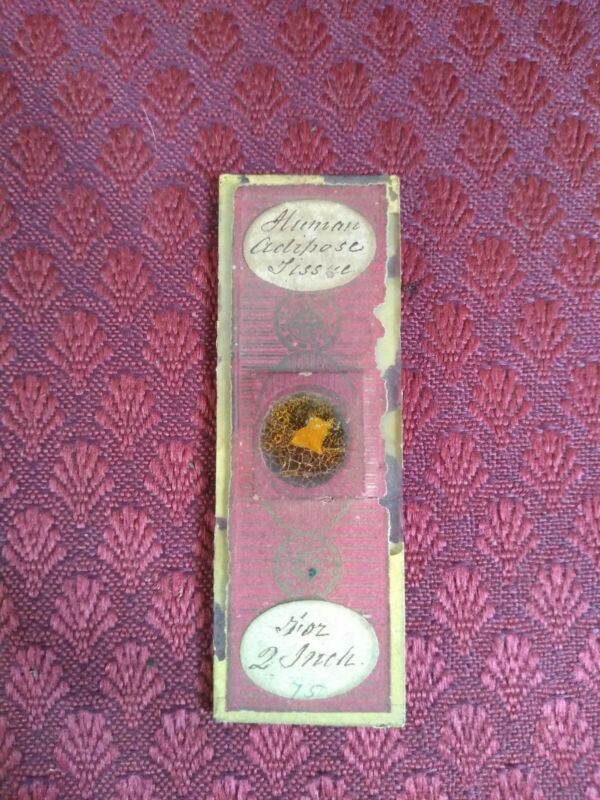 Human
Adipose
Tissue
For
2 Inch.
75